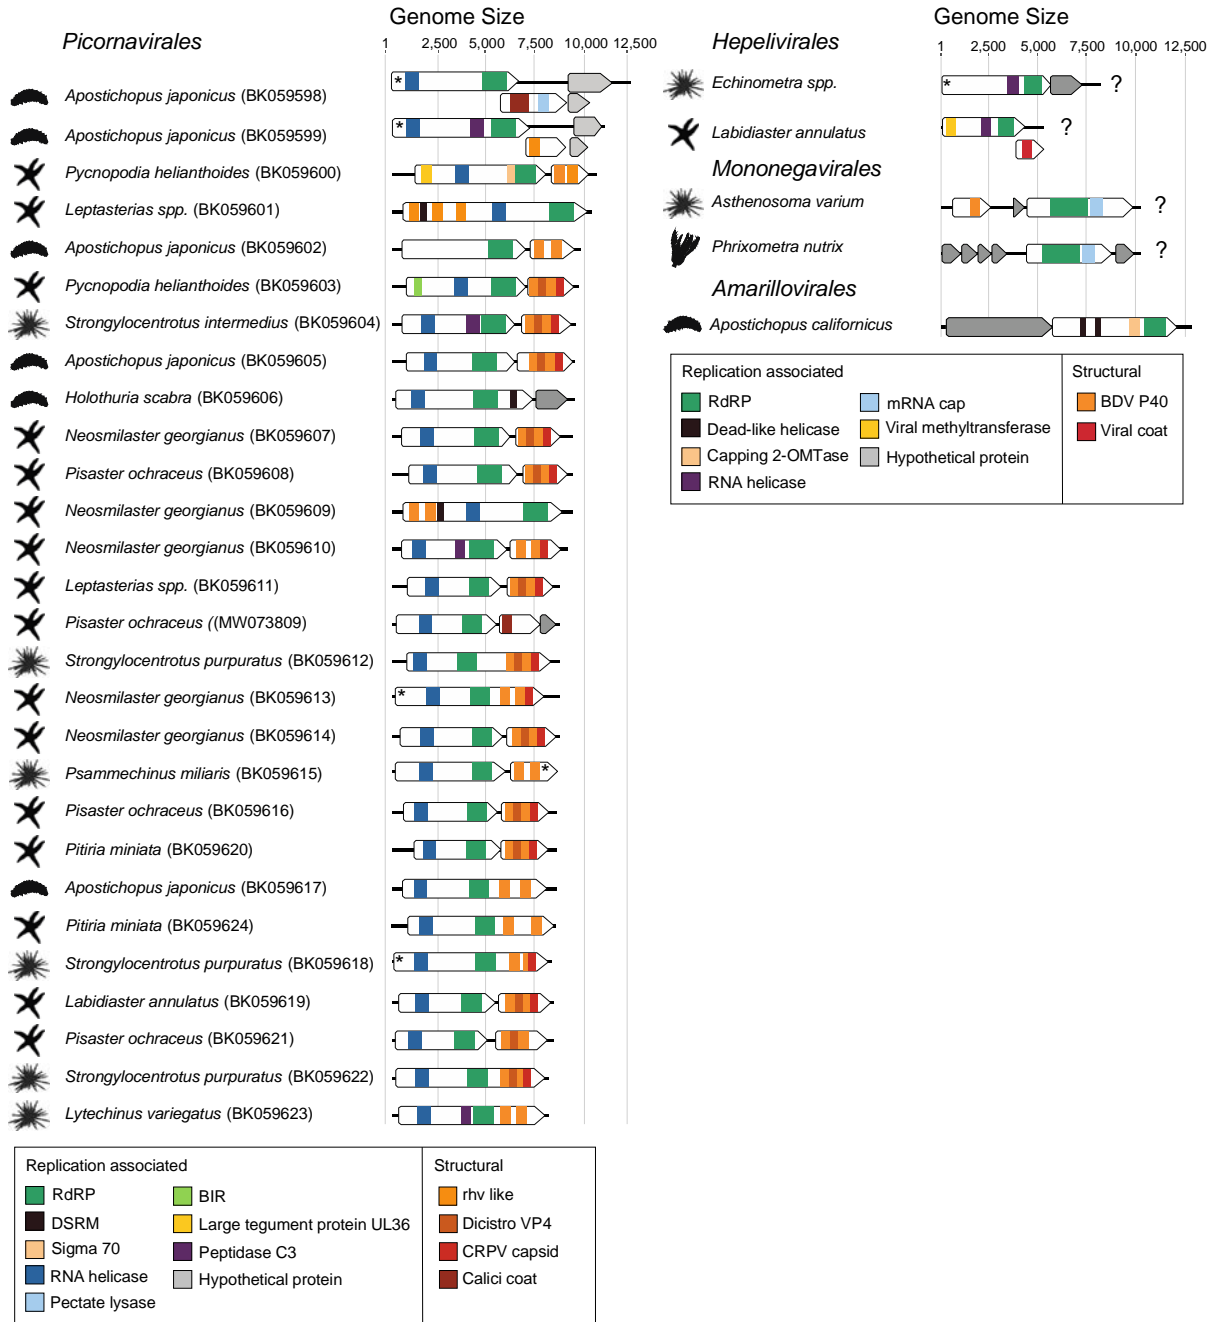 Genome Size
Picornavirales
1 2,500 5,000 7,500 10,000 12,500
*
Apostichopus japonicus (BK059598)
*
Apostichopus japonicus (BK059599)
Pycnopodia helianthoides (BK059600)
Leptasterias spp. (BK059601)
Apostichopus japonicus (BK059602)
Pycnopodia helianthoides (BK059603)
Strongylocentrotus intermedius (BK059604)
Apostichopus japonicus (BK059605)
Holothuria scabra (BK059606)
Neosmilaster georgianus (BK059607)
Pisaster ochraceus (BK059608)
Neosmilaster georgianus (BK059609)
Neosmilaster georgianus (BK059610)
Leptasterias spp. (BK059611)
Pisaster ochraceus ((MW073809)
Strongylocentrotus purpuratus (BK059612)
Neosmilaster georgianus (BK059613) *
Neosmilaster georgianus (BK059614)
Psammechinus miliaris (BK059615) *
Pisaster ochraceus (BK059616)
Pitiria miniata (BK059620)
Apostichopus japonicus (BK059617)
Pitiria miniata (BK059624)
Strongylocentrotus purpuratus (BK059618) *
Labidiaster annulatus (BK059619)
Pisaster ochraceus (BK059621)
Strongylocentrotus purpuratus (BK059622)
Lytechinus variegatus (BK059623)
Replication associated
RdRP
DSRM
Sigma 70
RNA helicase
Pectate lysase
BIR
Large tegument protein UL36
Peptidase C3
Hypothetical protein
Structural
rhv like
Dicistro VP4
CRPV capsid
Calici coat
Genome Size
Hepelivirales
1 2,500 5,000 7,500 10,000 12,500
Echinometra spp. * ?
Labidiaster annulatus ?
Mononegavirales
Asthenosoma varium ?
Phrixometra nutrix ?
Amarillovirales
Apostichopus californicus
Replication associated
RdRP
Dead-like helicase
Capping 2-OMTase
RNA helicase
mRNA cap
Viral methyltransferase
Hypothetical protein
Structural
BDV P40
Viral coat